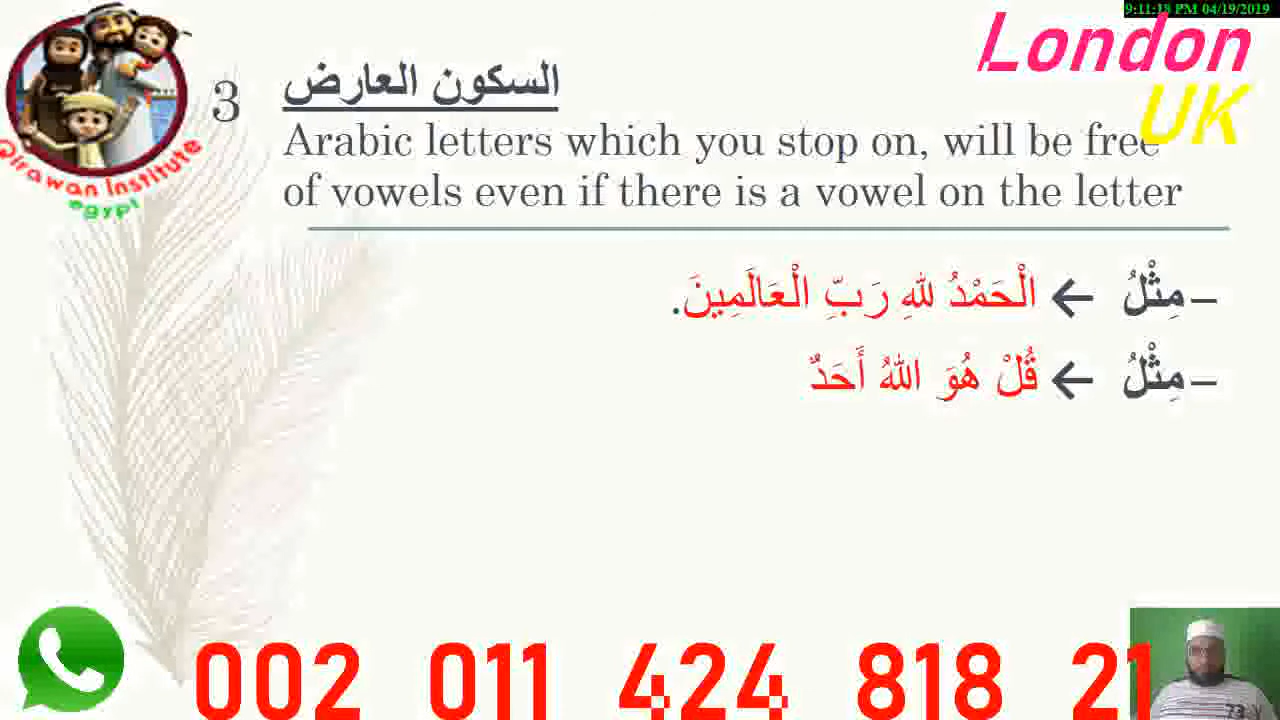 9:11:18 PM 04/19/2019
London
UK
3
السكون العارض
Arabic letters which you stop on, will be free
of vowels even if there is a vowel on the letter
– مِثْلُ ← الْحَمْدُ للهِ رَبِّ الْعَالَمِينَ.
– مِثْلُ ← قُلْ هُوَ اللهُ أَحَدٌ
Qirawan Institute
egypt
002 011 424 818 21